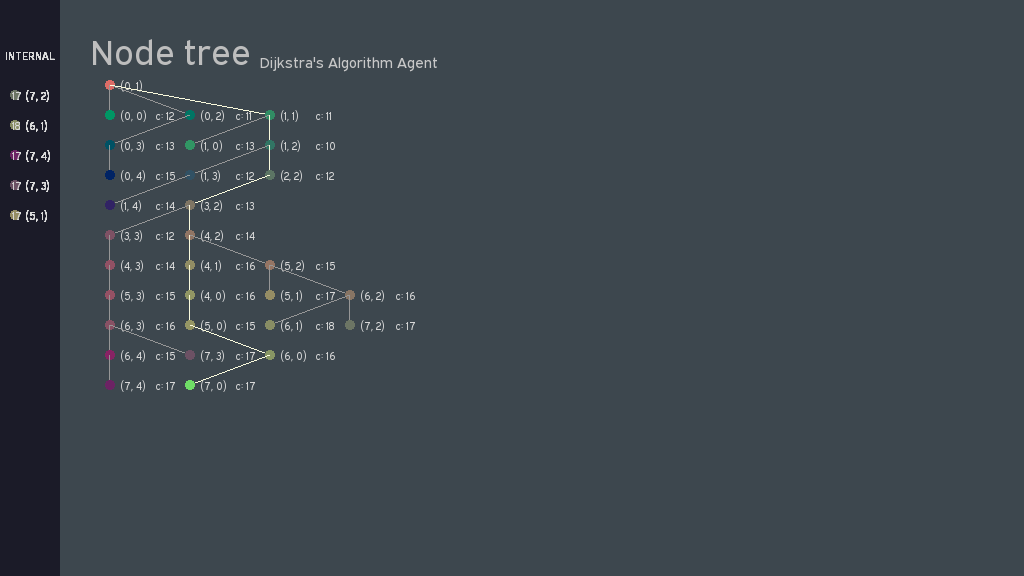 INTERNAL
17 (7, 2)
18 (6, 1)
17 (7, 4)
17 (7, 3)
17 (5, 1)
Node tree Dijkstra's Algorithm Agent
(0, 1)
(0, 0) c: 12 (0, 2) c: 11 (1, 1) c: 11
(0, 3) c: 13 (1, 0) c: 13 (1, 2) c: 10
(0, 4) c: 15 (1, 3) c: 12 (2, 2) c: 12
(1, 4) c: 14 (3, 2) c: 13
(3, 3) c: 12 (4, 2) c: 14
(4, 3) c: 14 (4, 1) c: 16 (5, 2) c: 15
(5, 3) c: 15 (4, 0) c: 16 (5, 1) c: 17 (6, 2) c: 16
(6, 3) c: 16 (5, 0) c: 15 (6, 1) c: 18 (7, 2) c: 17
(6, 4) c: 15 (7, 3) c: 17 (6, 0) c: 16
(7, 4) c: 17 (7, 0) c: 17